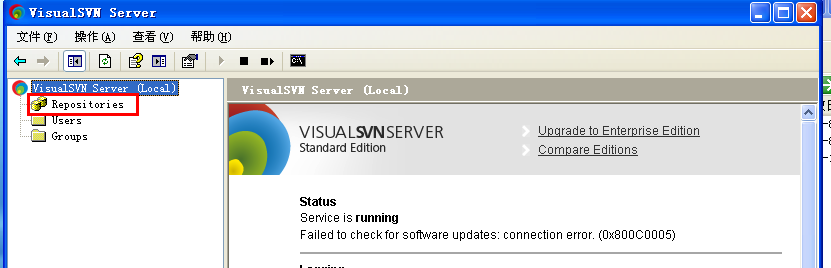 VisualSVN Server
文件(F) 操作(A) 查看(V) 帮助(H)
VisualSVN Server (Local)
Repositories
Users
Groups
VisualSVN Server (Local)
VISUALSVNSERVER
Standard Edition
Upgrade to Enterprise Edition
Compare Editions
Status
Service is running
Failed to check for software updates: connection error. (0x800C0005)